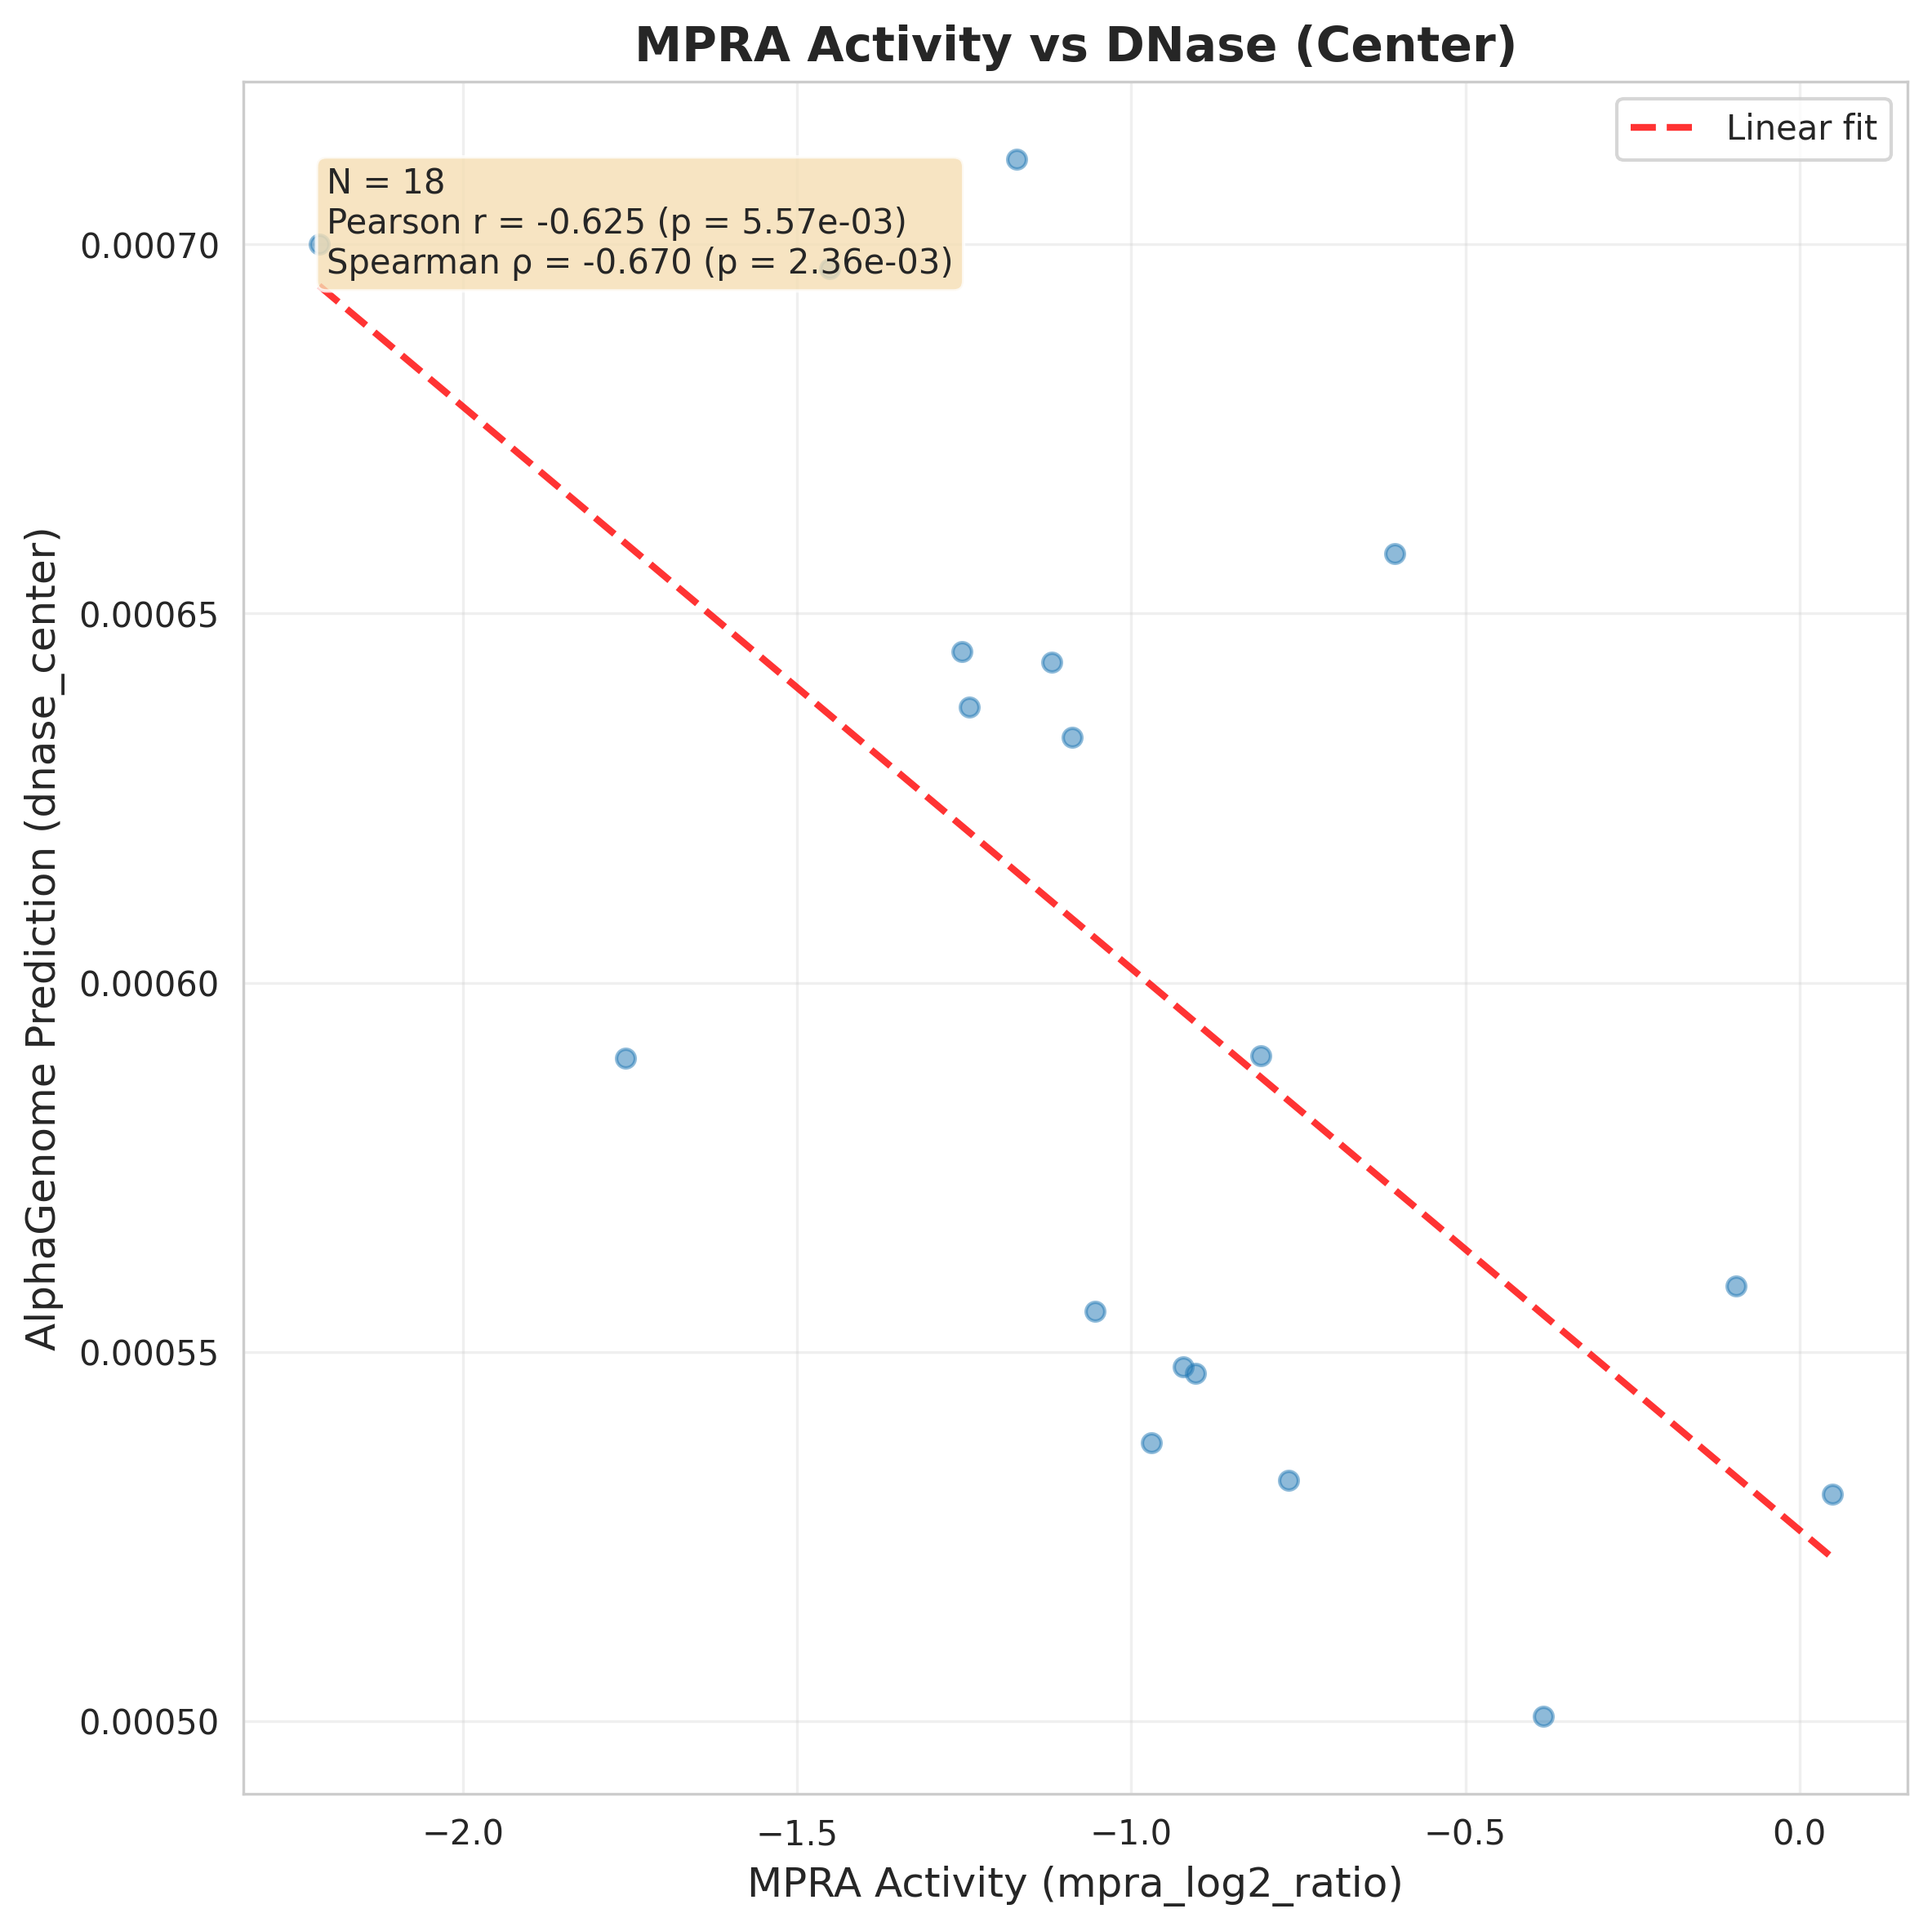 MPRA Activity vs DNase (Center)
Linear fit
N = 18
Pearson r = -0.625 (p = 5.57e-03)
Spearman ρ = -0.670 (p = 2.36e-03)
AlphaGenome Prediction (dnase_center)
0.00070
0.00065
0.00060
0.00055
0.00050
−2.0
−1.5
−1.0
−0.5
0.0
MPRA Activity (mpra_log2_ratio)